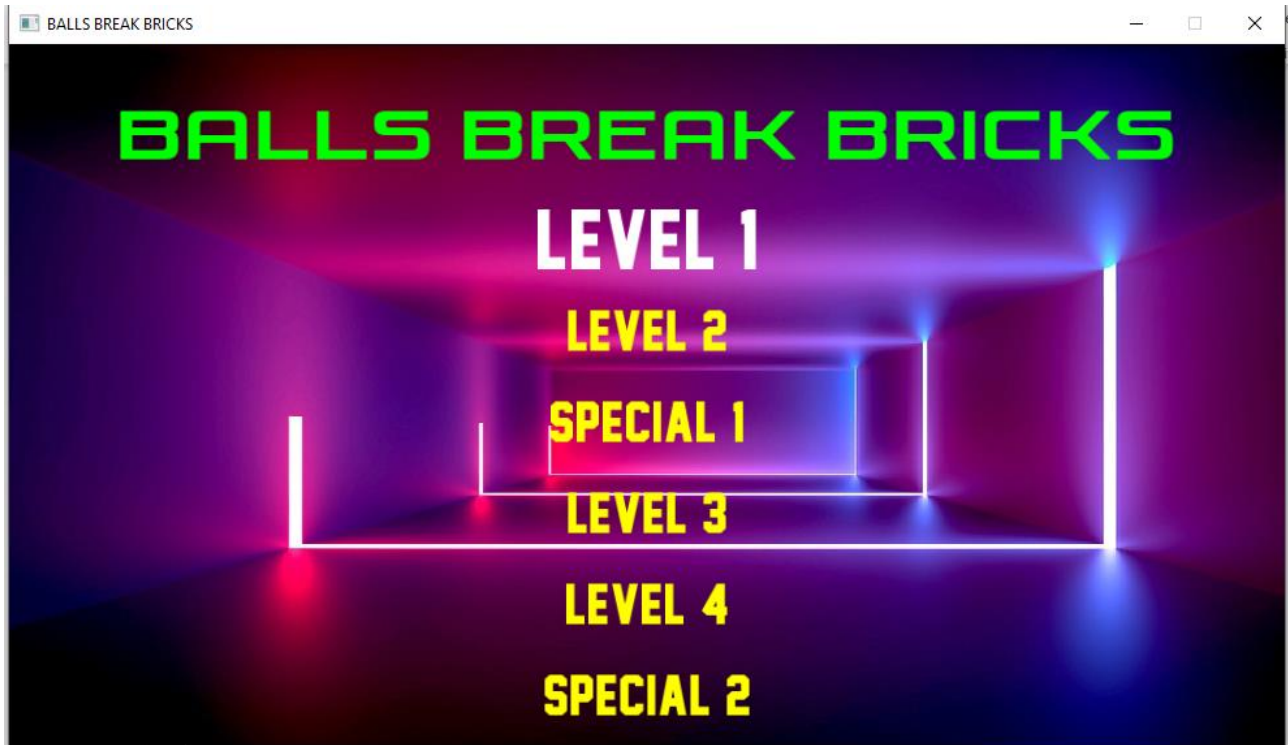 BALLS BREAK BRICKS
BALLS BREAK BRICKS
LEVEL 1
LEVEL 2
SPECIAL 1
LEVEL 3
LEVEL 4
SPECIAL 2